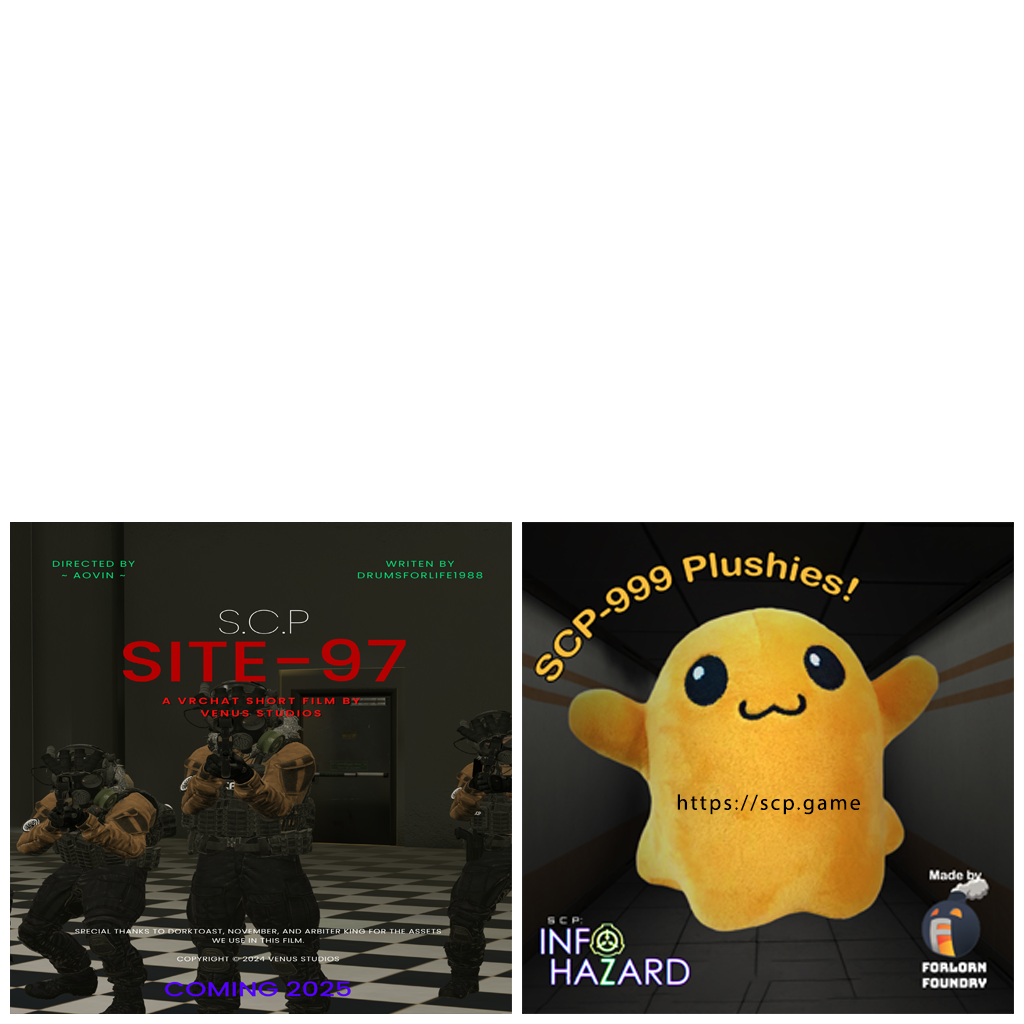 DIRECTED BY
~ AOVIN ~
WRITEN BY
DRUMSFORLIFE1988
S.C.P
SITE-97
A VRCHAT SHORT FILM BY
VENUS STUDIOS
SPECIAL THANKS TO DORKTOAST, NOVEMBER, AND ARBITER KING FOR THE ASSETS
WE USE IN THIS FILM.
COPYRIGHT © 2024 VENUS STUDIOS
COMING 2025
SCP-999 Plushies!
https://scp.game
Made by
SCP:
INFOHAZARD
FORLORN
FOUNDRY